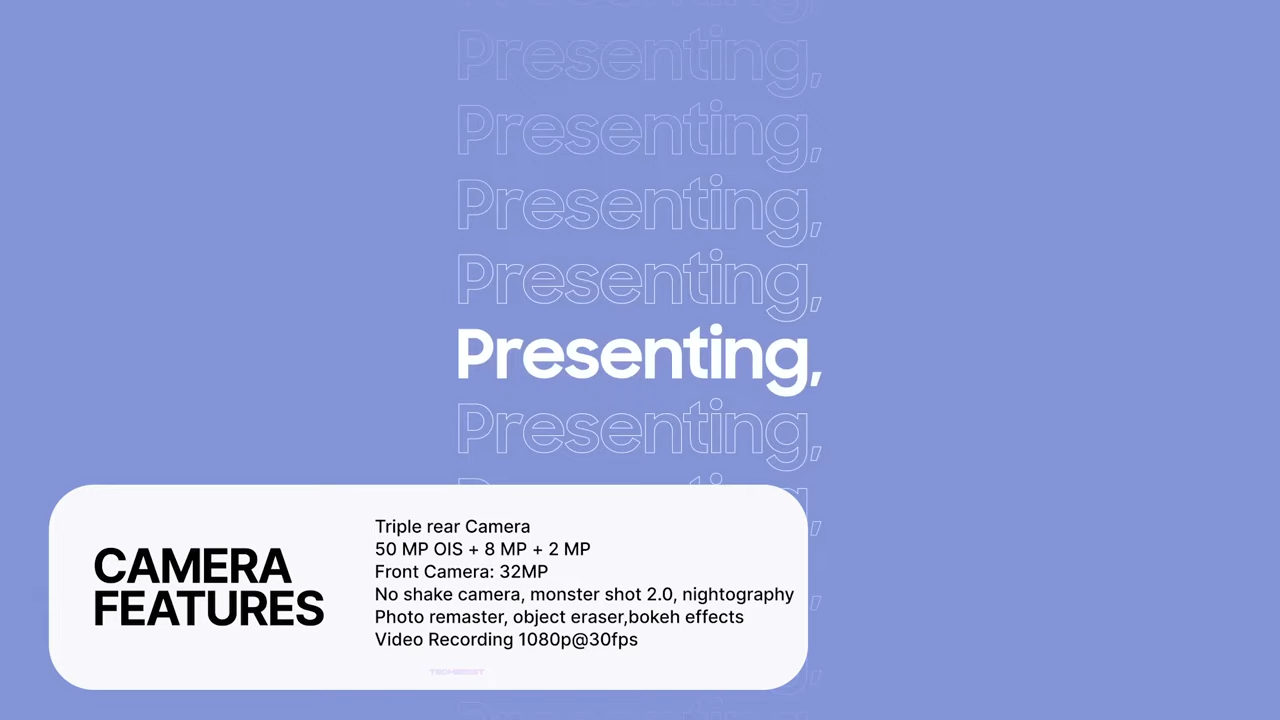 Presenting,
Presenting,
Presenting,
Presenting,
Presenting,
Presenting,
CAMERA
FEATURES
Triple rear Camera
50 MP OIS + 8 MP + 2 MP
Front Camera: 32MP
No shake camera, monster shot 2.0, nightography
Photo remaster, object eraser,bokeh effects
Video Recording 1080p@30fps